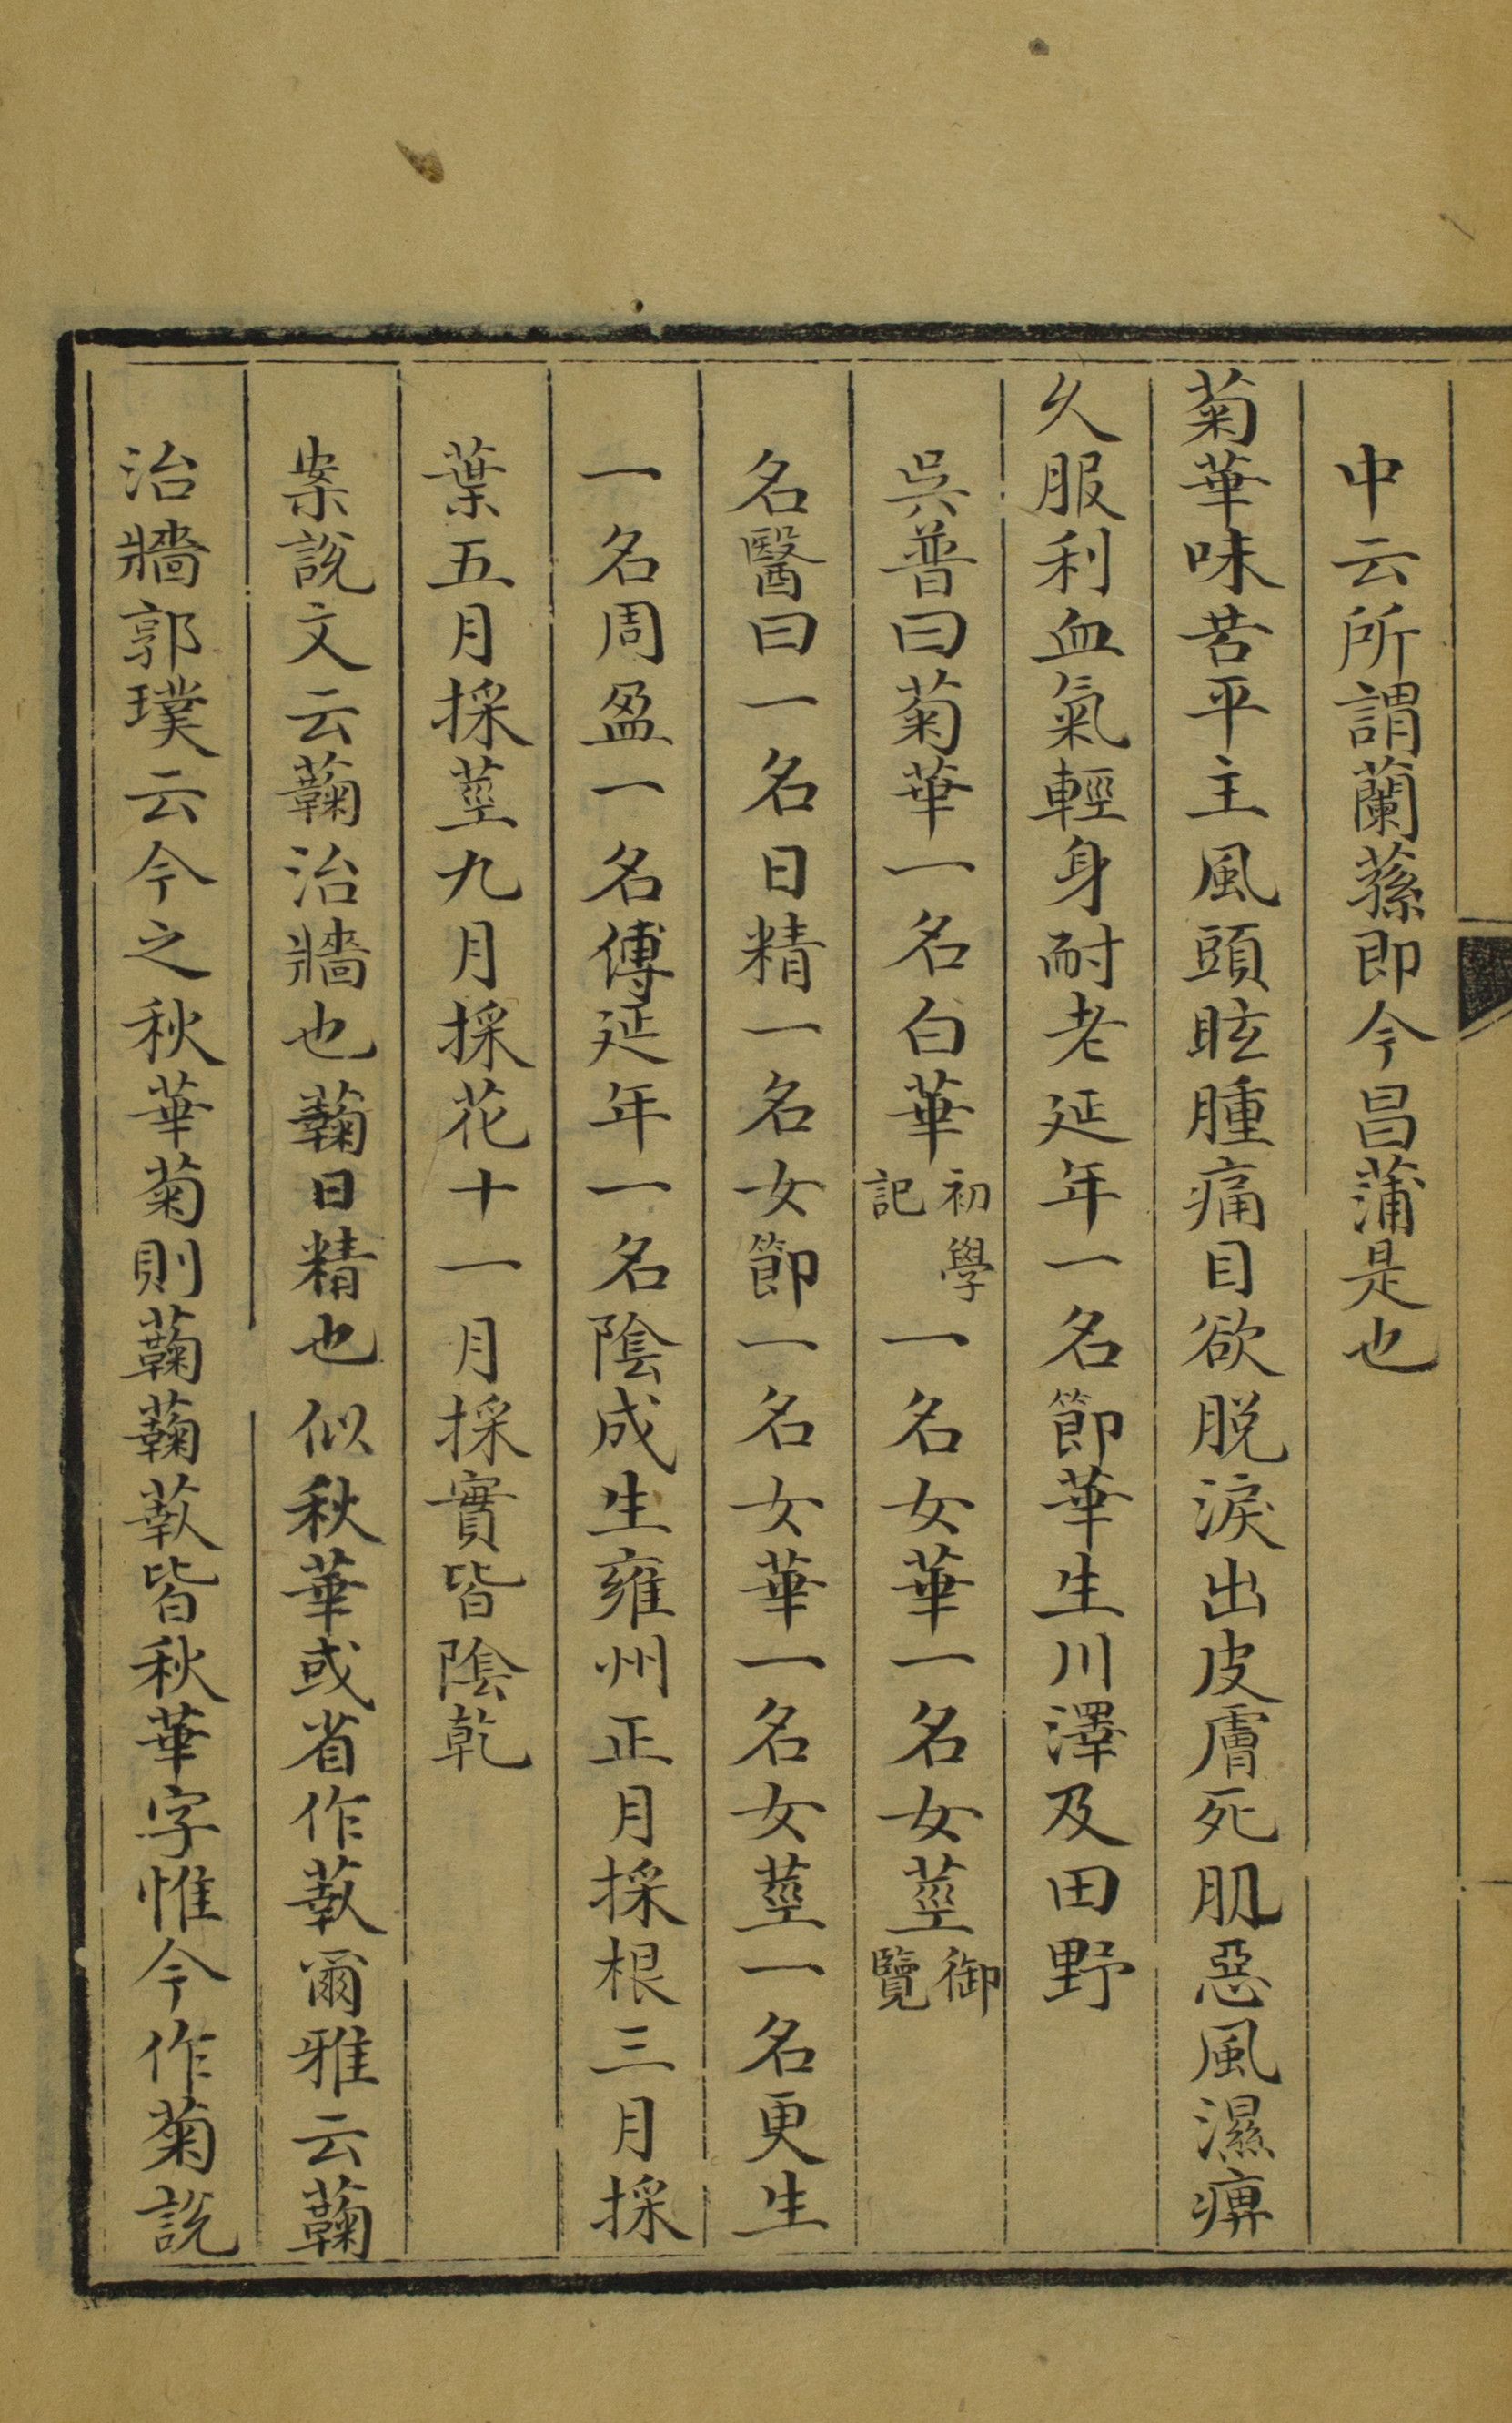 中云所謂蘭蓀即今昌蒲是也
菊華味苦平主風頭眩腫痛目欲脫淚出皮膚死肌惡風濕痹
久服利血氣輕身耐老延年一名節華生川澤及田野
吳普曰菊華一名白華初學記一名女華一名女莖御覽
名醫曰一名日精一名女節一名女華一名女莖一名更生
一名周盈一名傅延年一名陰成生雍州正月採根三月採
葉五月採莖九月採花十一月採實皆陰乾
案說文云蘜治牆也蘜日精也似秋華或省作䓤爾雅云蘜
治牆郭璞云今之秋華菊則蘜蘜䓤皆秋華字惟今作菊說